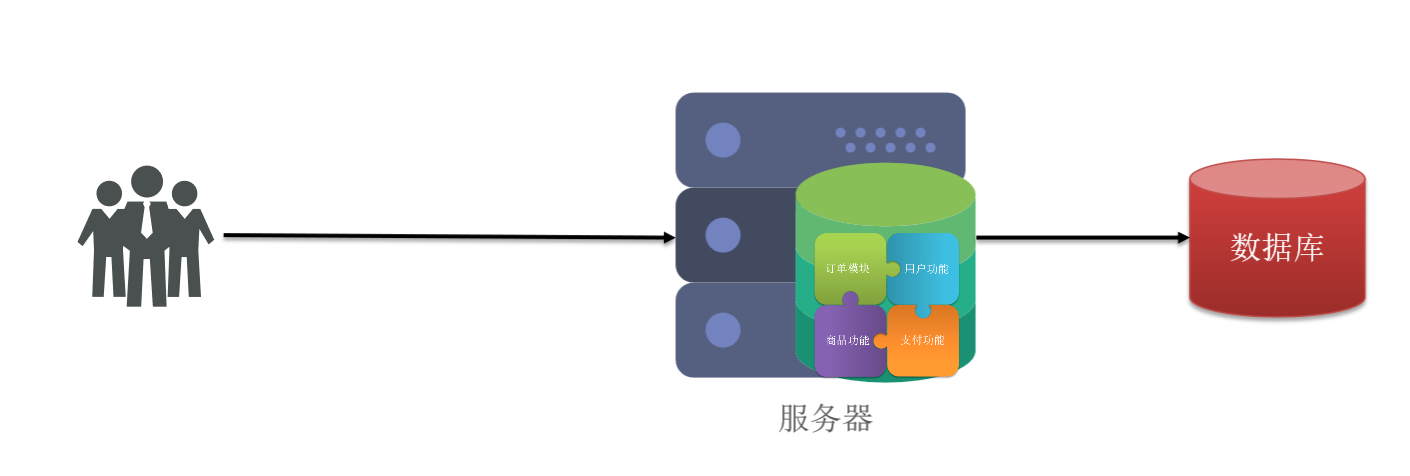 订单模块
用户功能
商品功能
支付功能
数据库
服务器